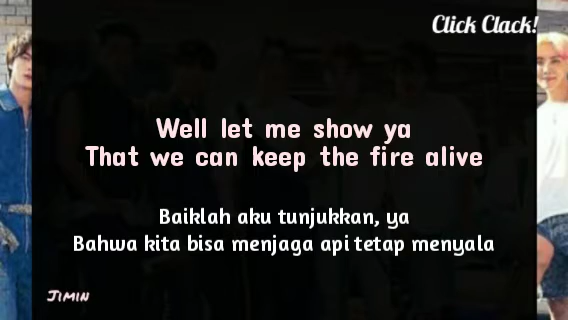 Click Clack!
Well let me show ya
That we can keep the fire alive
Baiklah aku tunjukkan, ya
Bahwa kita bisa menjaga api tetap menyala
JIMIN